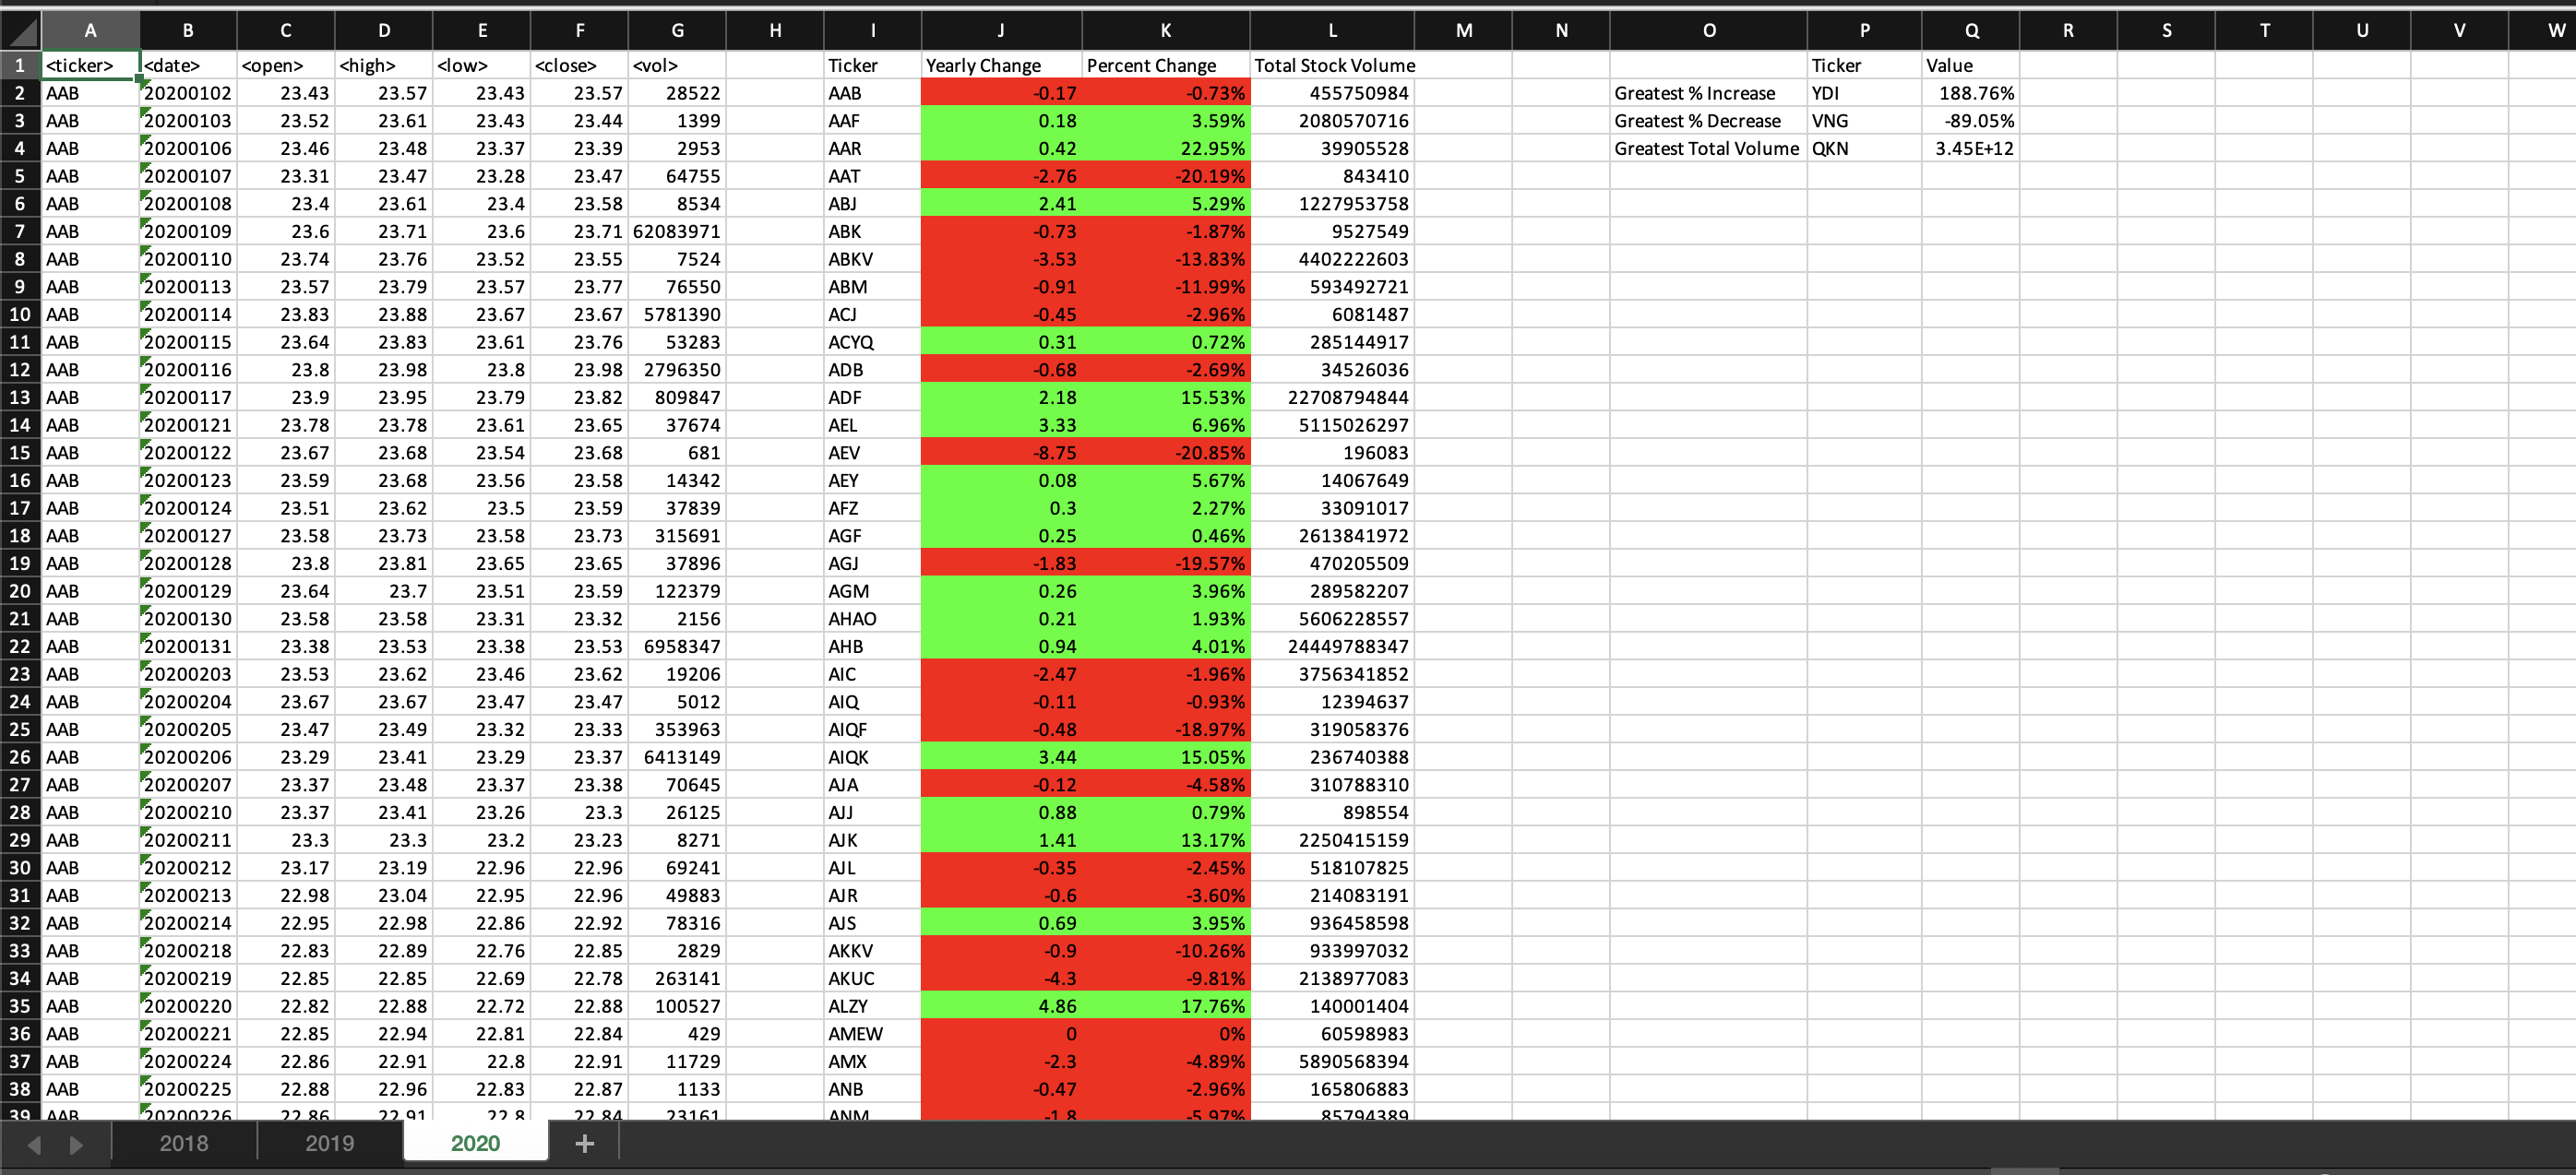 A B C D E F G H I J K L M N O P Q R S T U V W
1 <ticker> <date> <open> <high> <low> <close> <vol> Ticker Yearly Change Percent Change Total Stock Volume Ticker Value
2 AAB 20200102 23.43 23.57 23.43 23.57 28522 AAB -0.17 -0.73% 455750984 Greatest % Increase YDI 188.76%
3 AAB 20200103 23.52 23.61 23.43 23.44 1399 AAF 0.18 3.59% 2080570716 Greatest % Decrease VNG -89.05%
4 AAB 20200106 23.46 23.48 23.37 23.39 2953 AAR 0.42 22.95% 39905528 Greatest Total Volume QKN 3.45E+12
5 AAB 20200107 23.31 23.47 23.28 23.47 64755 AAT -2.76 -20.19% 843410
6 AAB 20200108 23.4 23.61 23.4 23.58 8534 ABJ 2.41 5.29% 1227953758
7 AAB 20200109 23.6 23.71 23.6 23.71 62083971 ABK -0.73 -1.87% 9527549
8 AAB 20200110 23.74 23.76 23.52 23.55 7524 ABKV -3.53 -13.83% 4402222603
9 AAB 20200113 23.57 23.79 23.57 23.77 76550 ABM -0.91 -11.99% 593492721
10 AAB 20200114 23.83 23.88 23.67 23.67 5781390 ACJ -0.45 -2.96% 6081487
11 AAB 20200115 23.64 23.83 23.61 23.76 53283 ACYQ 0.31 0.72% 285144917
12 AAB 20200116 23.8 23.98 23.8 23.98 2796350 ADB -0.68 -2.69% 34526036
13 AAB 20200117 23.9 23.95 23.79 23.82 809847 ADF 2.18 15.53% 22708794844
14 AAB 20200121 23.78 23.78 23.61 23.65 37674 AEL 3.33 6.96% 5115026297
15 AAB 20200122 23.67 23.68 23.54 23.68 681 AEV -8.75 -20.85% 196083
16 AAB 20200123 23.59 23.68 23.56 23.58 14342 AEY 0.08 5.67% 14067649
17 AAB 20200124 23.51 23.62 23.5 23.59 37839 AFZ 0.3 2.27% 33091017
18 AAB 20200127 23.58 23.73 23.58 23.73 315691 AGF 0.25 0.46% 2613841972
19 AAB 20200128 23.8 23.81 23.65 23.65 37896 AGJ -1.83 -19.57% 470205509
20 AAB 20200129 23.64 23.7 23.51 23.59 122379 AGM 0.26 3.96% 289582207
21 AAB 20200130 23.58 23.58 23.31 23.32 2156 AHAO 0.21 1.93% 5606228557
22 AAB 20200131 23.38 23.53 23.38 23.53 6958347 AHB 0.94 4.01% 24449788347
23 AAB 20200203 23.53 23.62 23.46 23.62 19206 AIC -2.47 -1.96% 3756341852
24 AAB 20200204 23.67 23.67 23.47 23.47 5012 AIQ -0.11 -0.93% 12394637
25 AAB 20200205 23.47 23.49 23.32 23.33 353963 AIQF -0.48 -18.97% 319058376
26 AAB 20200206 23.29 23.41 23.29 23.37 6413149 AIQK 3.44 15.05% 236740388
27 AAB 20200207 23.37 23.48 23.37 23.38 70645 AJA -0.12 -4.58% 310788310
28 AAB 20200210 23.37 23.41 23.26 23.3 26125 AJJ 0.88 0.79% 898554
29 AAB 20200211 23.3 23.3 23.2 23.23 8271 AJK 1.41 13.17% 2250415159
30 AAB 20200212 23.17 23.19 22.96 22.96 69241 AJL -0.35 -2.45% 518107825
31 AAB 20200213 22.98 23.04 22.95 22.96 49883 AJR -0.6 -3.60% 214083191
32 AAB 20200214 22.95 22.98 22.86 22.92 78316 AJS 0.69 3.95% 936458598
33 AAB 20200218 22.83 22.89 22.76 22.85 2829 AKKV -0.9 -10.26% 933997032
34 AAB 20200219 22.85 22.85 22.69 22.78 263141 AKUC -4.3 -9.81% 2138977083
35 AAB 20200220 22.82 22.88 22.72 22.88 100527 ALZY 4.86 17.76% 140001404
36 AAB 20200221 22.85 22.94 22.81 22.84 429 AMEW 0 0% 60598983
37 AAB 20200224 22.86 22.91 22.8 22.91 11729 AMX -2.3 -4.89% 5890568394
38 AAB 20200225 22.88 22.96 22.83 22.87 1133 ANB -0.47 -2.96% 165806883
39 AAB 20200226 22.86 22.91 22.8 22.84 23161 ANM -1.8 -5.97% 85794389
2018 2019 2020 +